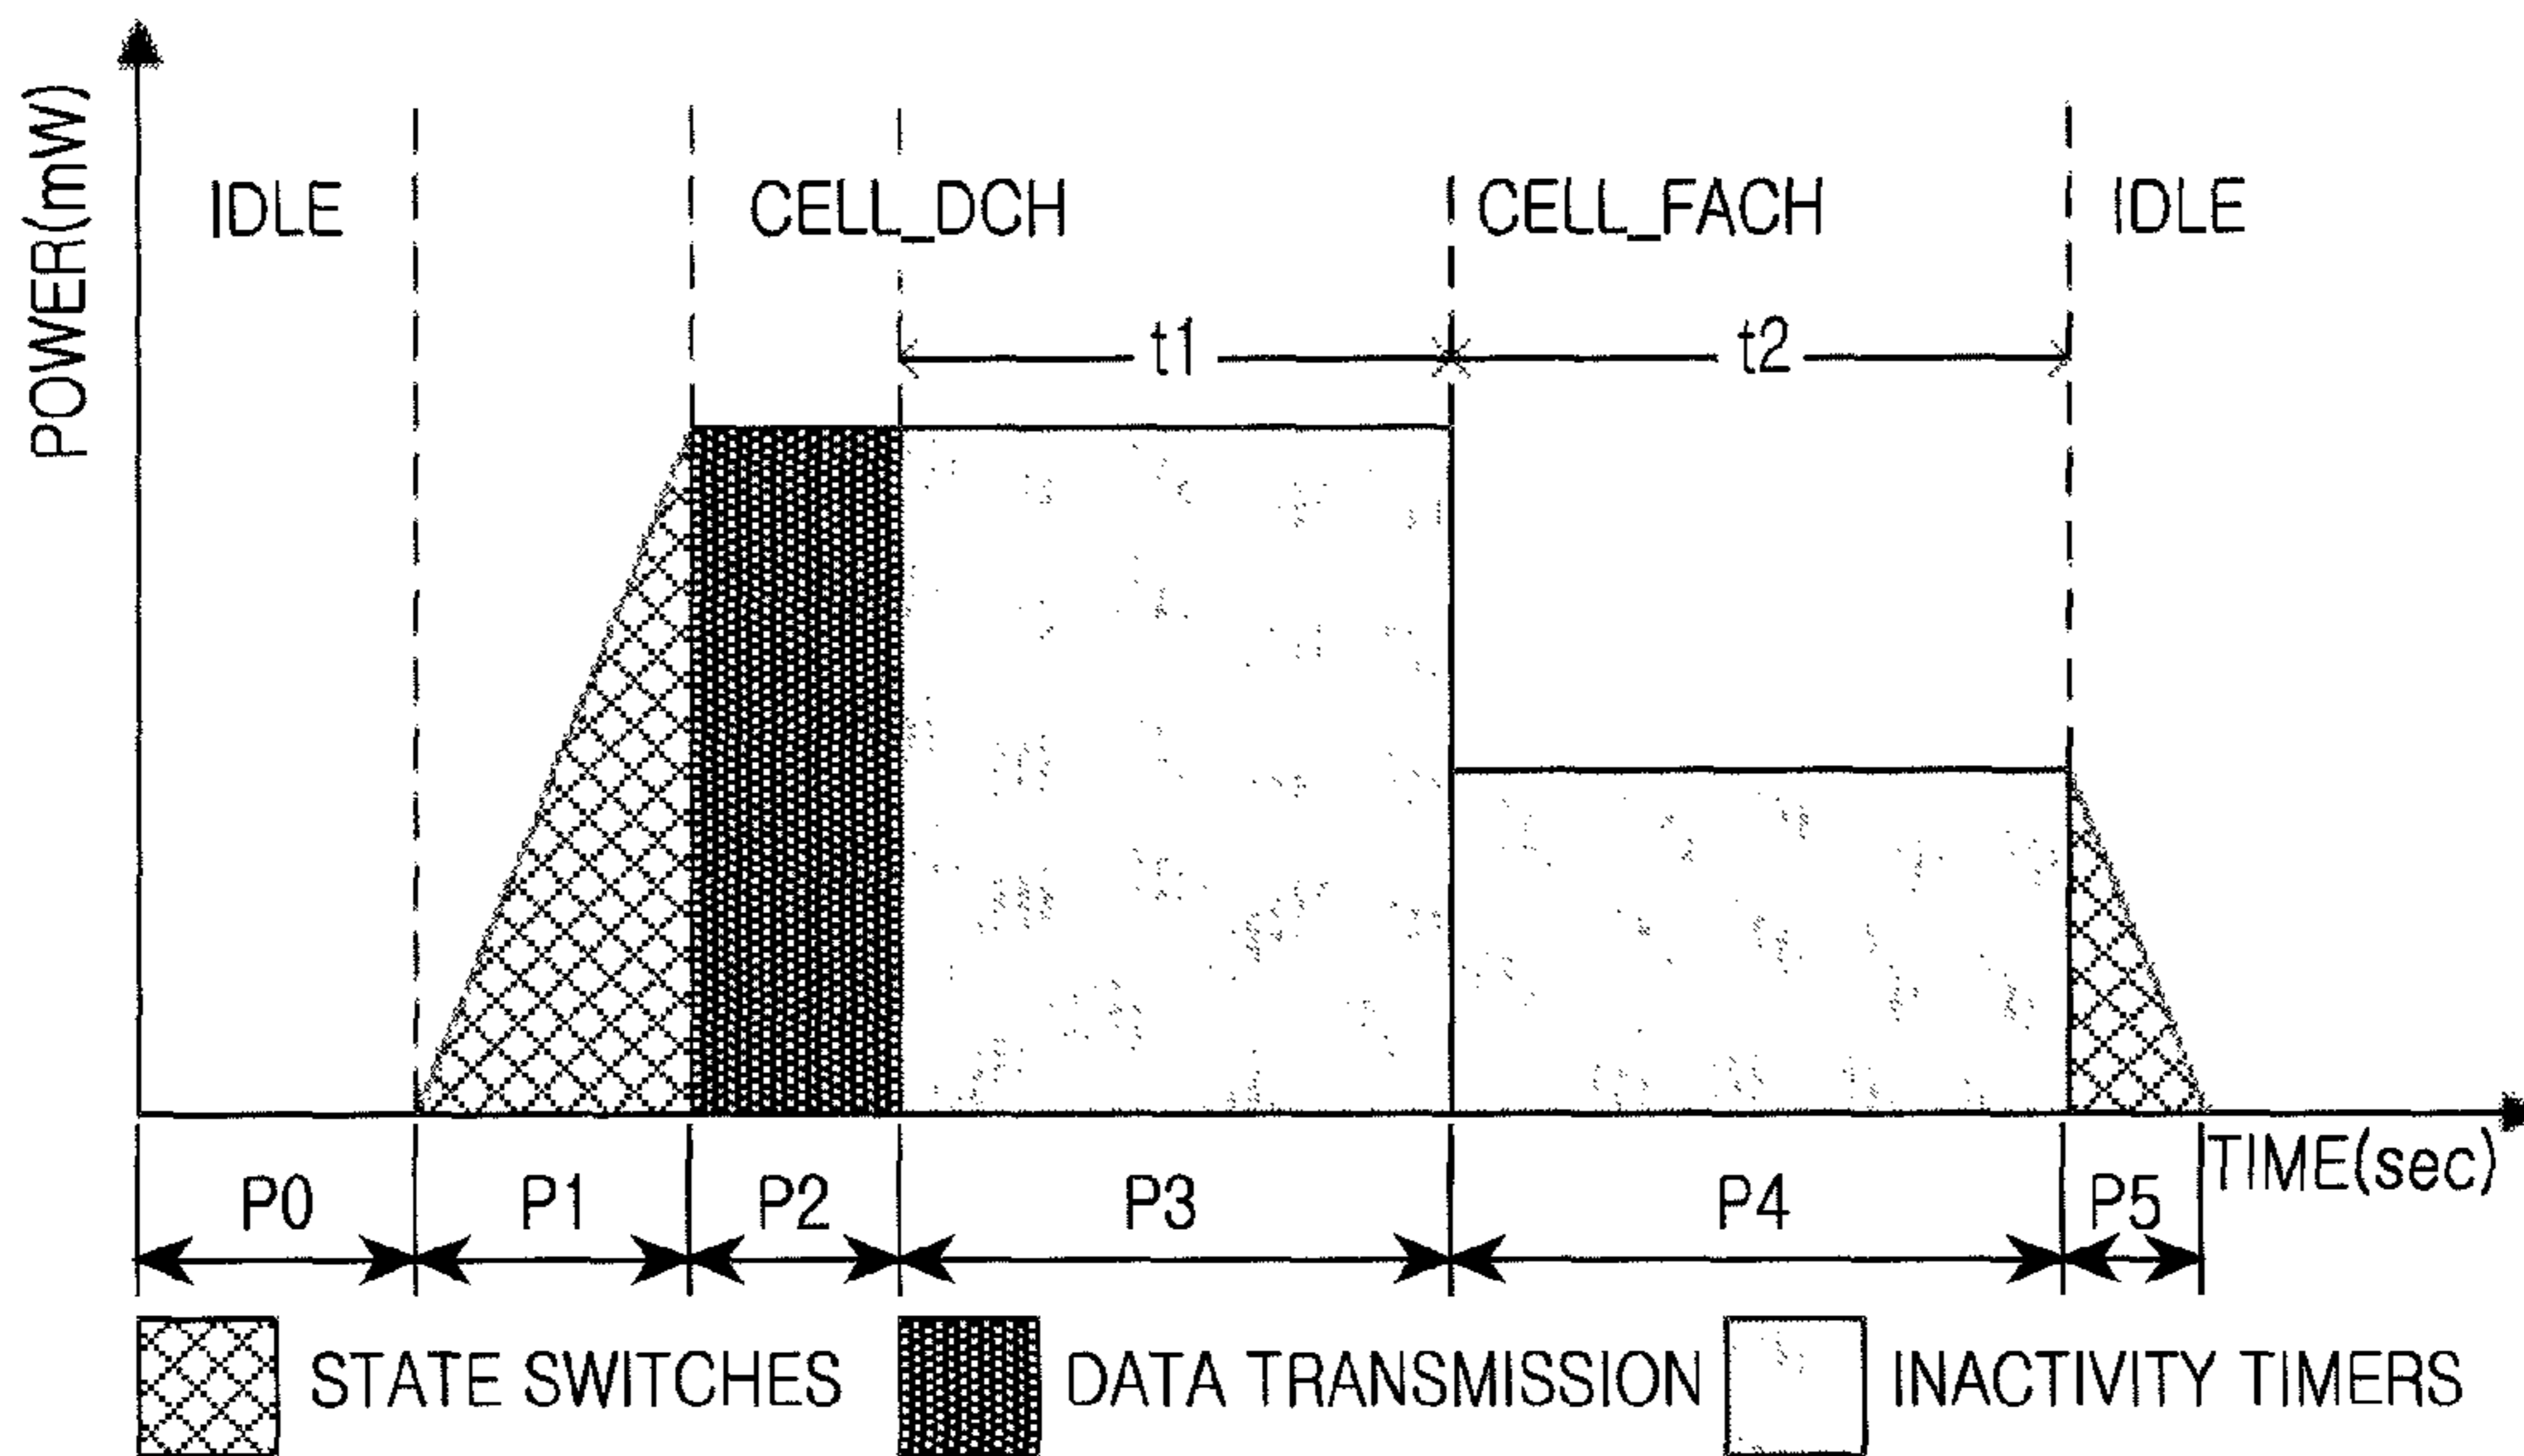 POWER(mW)
IDLE
CELL_DCH
CELL_FACH
IDLE
t1
t2
TIME(sec)
P0
P1
P2
P3
P4
P5
STATE SWITCHES
DATA TRANSMISSION
INACTIVITY TIMERS